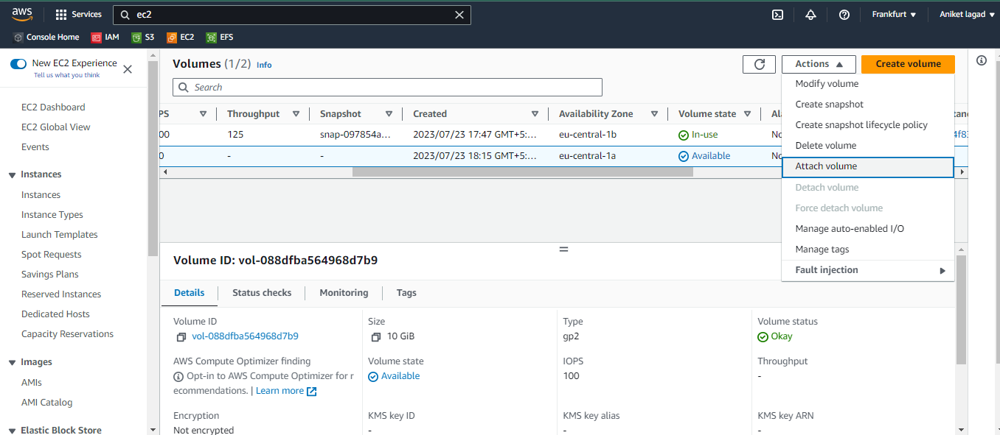 aws Services ec2 Frankfurt Aniket lagad
Console Home IAM S3 EC2 EFS
New EC2 Experience
Tell us what you think
EC2 Dashboard
EC2 Global View
Events
Instances
Instances
Instance Types
Launch Templates
Spot Requests
Savings Plans
Reserved Instances
Dedicated Hosts
Capacity Reservations
Images
AMIs
AMI Catalog
Elastic Block Store
Volumes (1/2) Info
Actions
Create volume
Search
PS Throughput Snapshot Created Availability Zone Volume state
00 125 snap-097854a... 2023/07/23 17:47 GMT+5:... eu-central-1b In-use
0 - - 2023/07/23 18:15 GMT+5:... eu-central-1a Available
Modify volume
Create snapshot
Create snapshot lifecycle policy
Delete volume
Attach volume
Detach volume
Force detach volume
Manage auto-enabled I/O
Manage tags
Fault injection
Volume ID: vol-088dfba564968d7b9
Details Status checks Monitoring Tags
Volume ID Size Type Volume status
vol-088dfba564968d7b9 10 GiB gp2 Okay
AWS Compute Optimizer finding Volume state IOPS Throughput
Opt-in to AWS Compute Optimizer for r Available 100 -
ecommendations. | Learn more
Encryption KMS key ID KMS key alias KMS key ARN
Not encrypted - - -